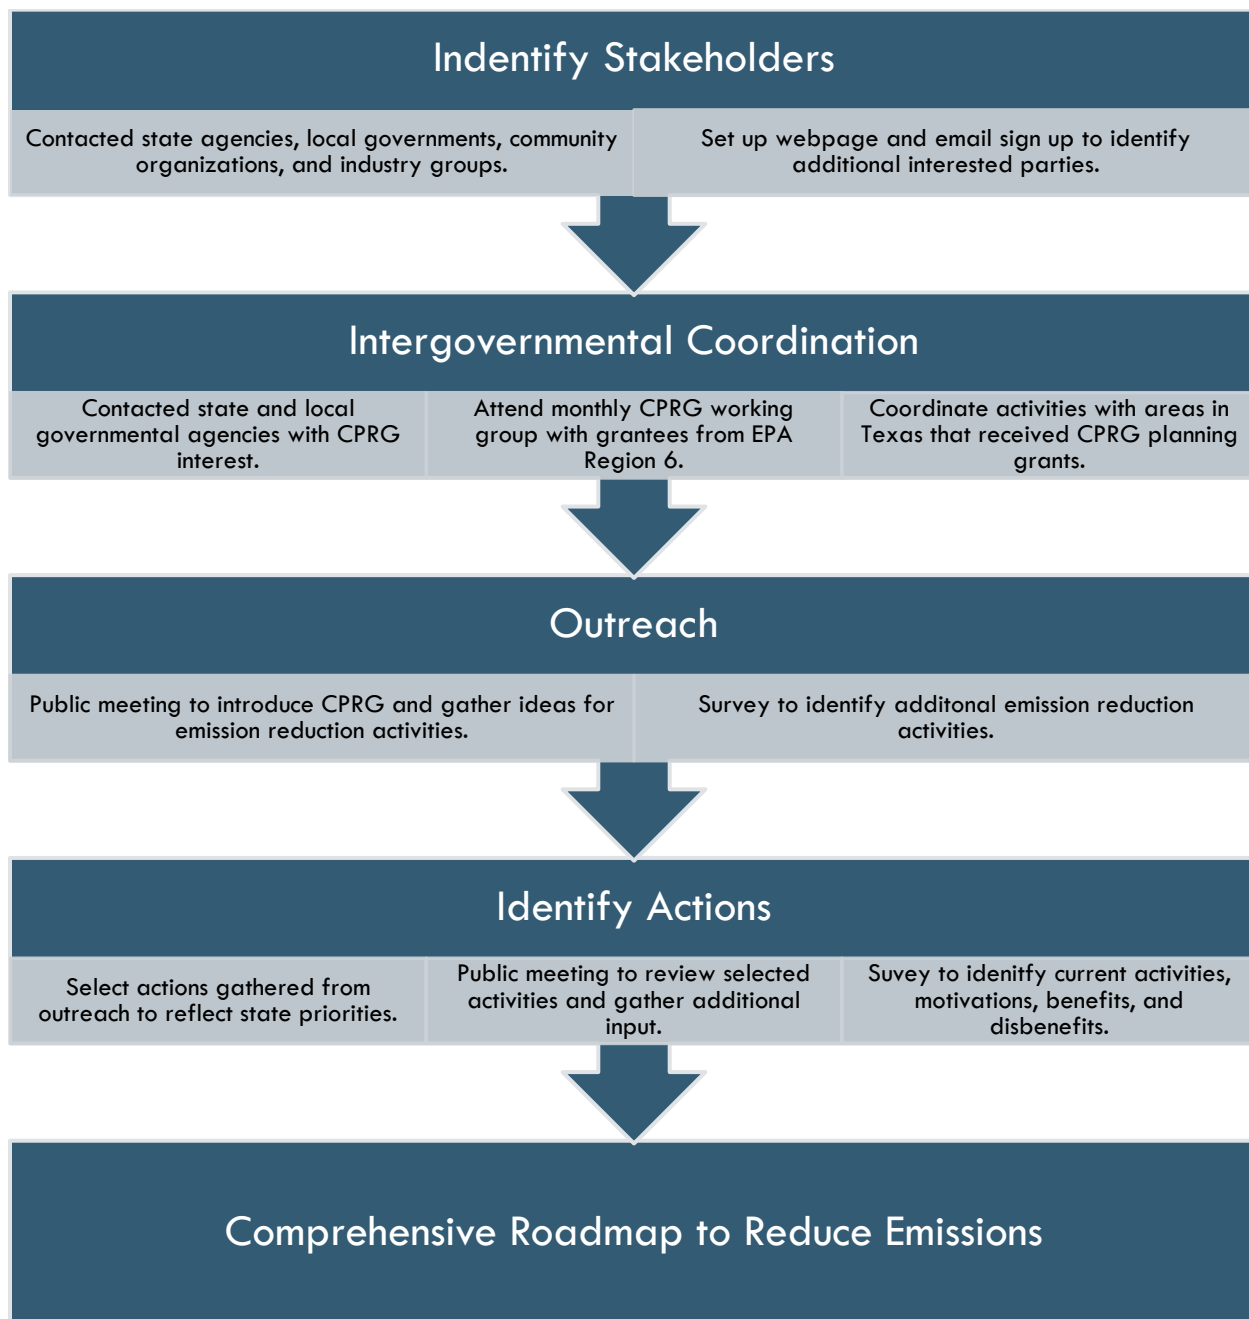 Indentify Stakeholders
Contacted state agencies, local governments, community
organizations, and industry groups.
Set up webpage and email sign up to identify
additional interested parties.
Intergovernmental Coordination
Contacted state and local
governmental agencies with CPRG
interest.
Attend monthly CPRG working
group with grantees from EPA
Region 6.
Coordinate activities with areas in
Texas that received CPRG planning
grants.
Outreach
Public meeting to introduce CPRG and gather ideas for
emission reduction activities.
Survey to identify additonal emission reduction
activities.
Identify Actions
Select actions gathered from
outreach to reflect state priorities.
Public meeting to review selected
activities and gather additional
input.
Suvey to idenitfy current activities,
motivations, benefits, and
disbenefits.
Comprehensive Roadmap to Reduce Emissions